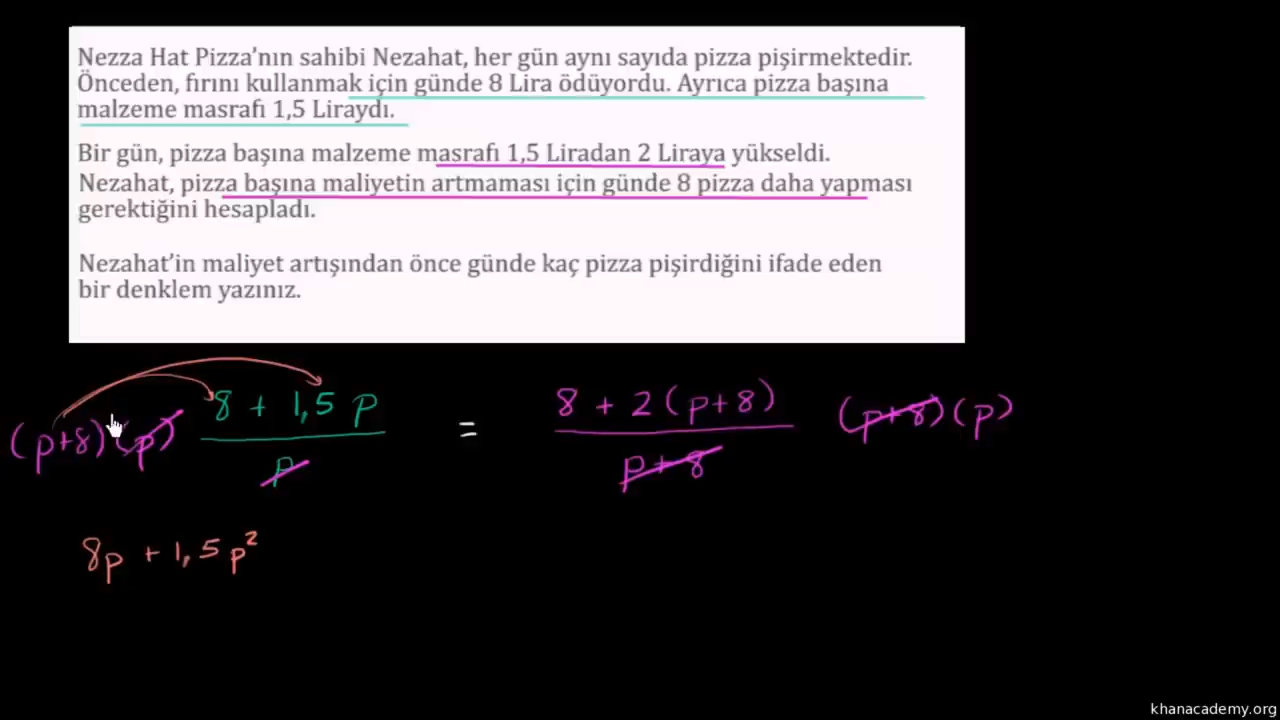 Nezza Hat Pizza'nın sahibi Nezahat, her gün aynı sayıda pizza pişirmektedir.
Önceden, fırını kullanmak için günde 8 Lira ödüyordu. Ayrıca pizza başına
malzeme masrafı 1,5 Liraydı.
Bir gün, pizza başına malzeme masrafı 1,5 Liradan 2 Liraya yükseldi.
Nezahat, pizza başına maliyetin artmaması için günde 8 pizza daha yapması
gerektiğini hesapladı.
Nezahat'in maliyet artışından önce günde kaç pizza pişirdiğini ifade eden
bir denklem yazınız.
(p+8)(p) 8 + 1,5 p / p = 8 + 2(p+8) / p+8 (p+8)(p)
8p + 1,5 p²
khanacademy.org